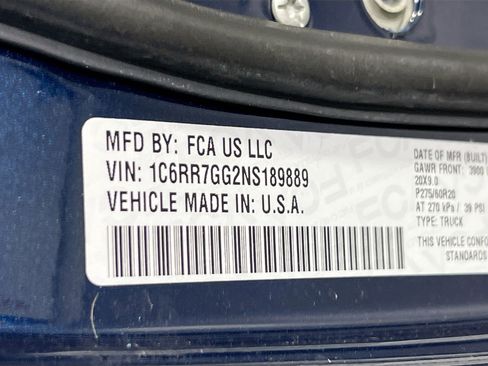 MFD BY: FCA US LLC
VIN: 1C6RR7GG2NS189889
VEHICLE MADE IN: U.S.A.
DATE OF MFR (BUILT)
GAWR FRONT: 3900
20X9.0
P275/60R20
AT 270 kPa / 39 PSI
TYPE: TRUCK
THIS VEHICLE CONFO
STANDARDS